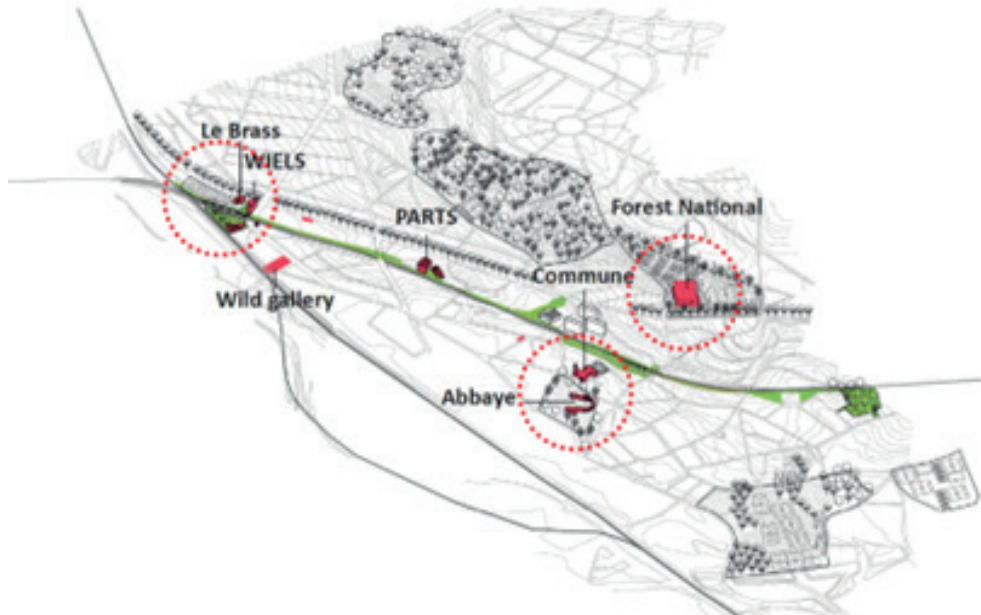 Le Brass
WIELS
PARTS
Forest National
Commune
Wild gallery
Abbaye